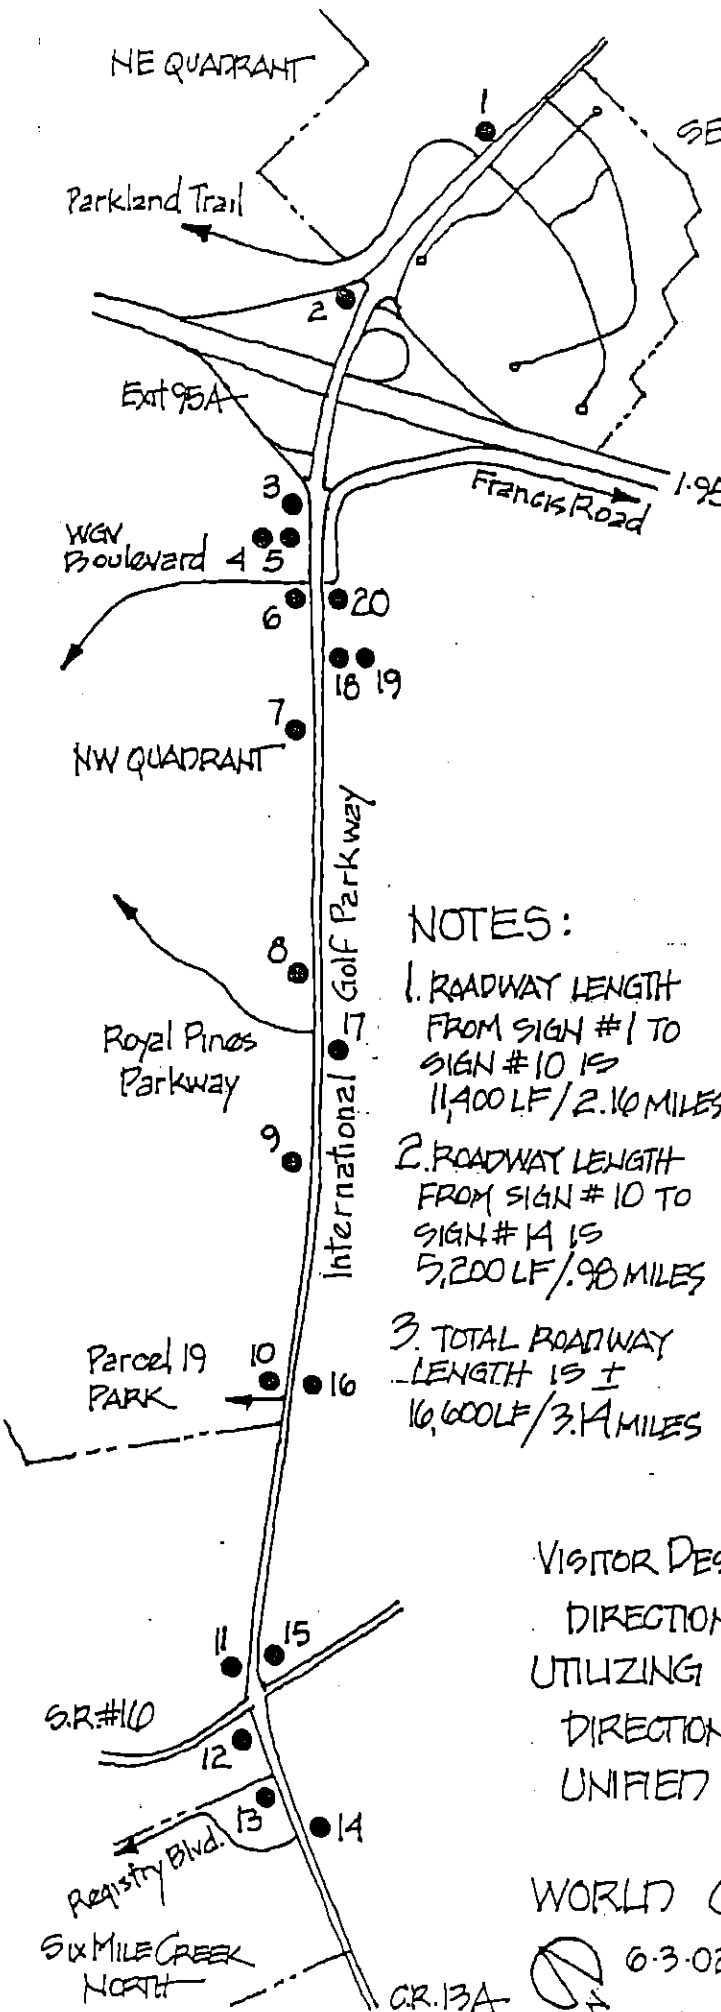 NE QUADRANT
1
SE
Parkland Trail
2
Exit 95A
3
Francis Road
I-95
WGV
Boulevard 4 5
6
20
18 19
7
NW QUADRANT
International Golf Parkway
8
Royal Pines
Parkway
7
9
NOTES:
1. ROADWAY LENGTH
FROM SIGN #1 TO
SIGN #10 IS
11,400 LF/2.16 MILES
2. ROADWAY LENGTH
FROM SIGN #10 TO
SIGN #14 IS
5,200 LF/.98 MILES
3. TOTAL ROADWAY
LENGTH IS ±
16,600 LF/3.14 MILES
Parcel 19
PARK
10
16
11
15
S.R.#16
12
13
14
Registry Blvd.
SIX MILE CREEK
NORTH
C.R. 13A
VISITOR DES
DIRECTION
UTILIZING
DIRECTION
UNIFIED
WORLD
6-3-02